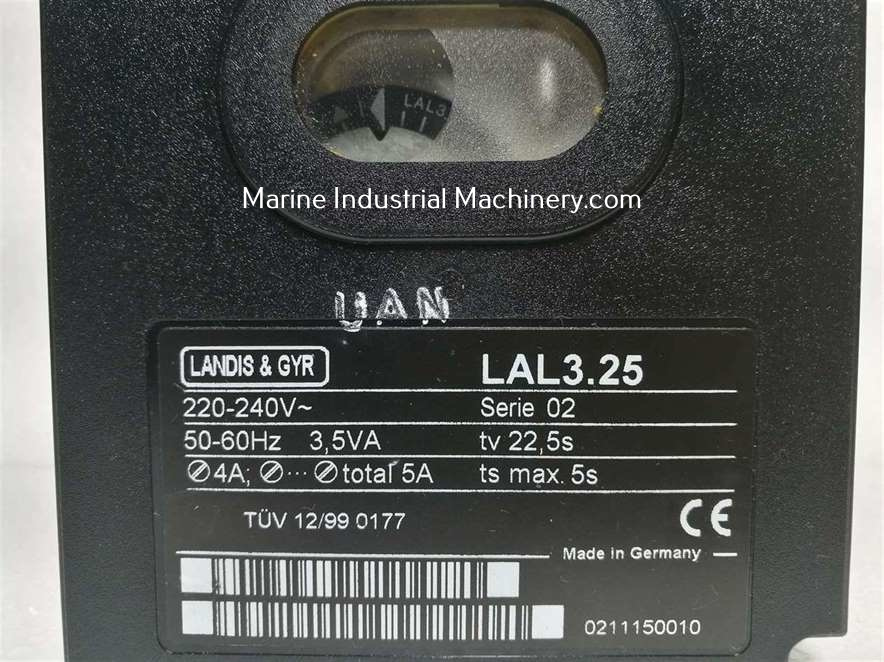 LAL3
Marine Industrial Machinery.com
UAN
LANDIS & GYR LAL3.25
220-240V~ Serie 02
50-60Hz 3,5VA tv 22,5s
4A; ... total 5A ts max. 5s
TÜV 12/99 0177 CE
Made in Germany
0211150010